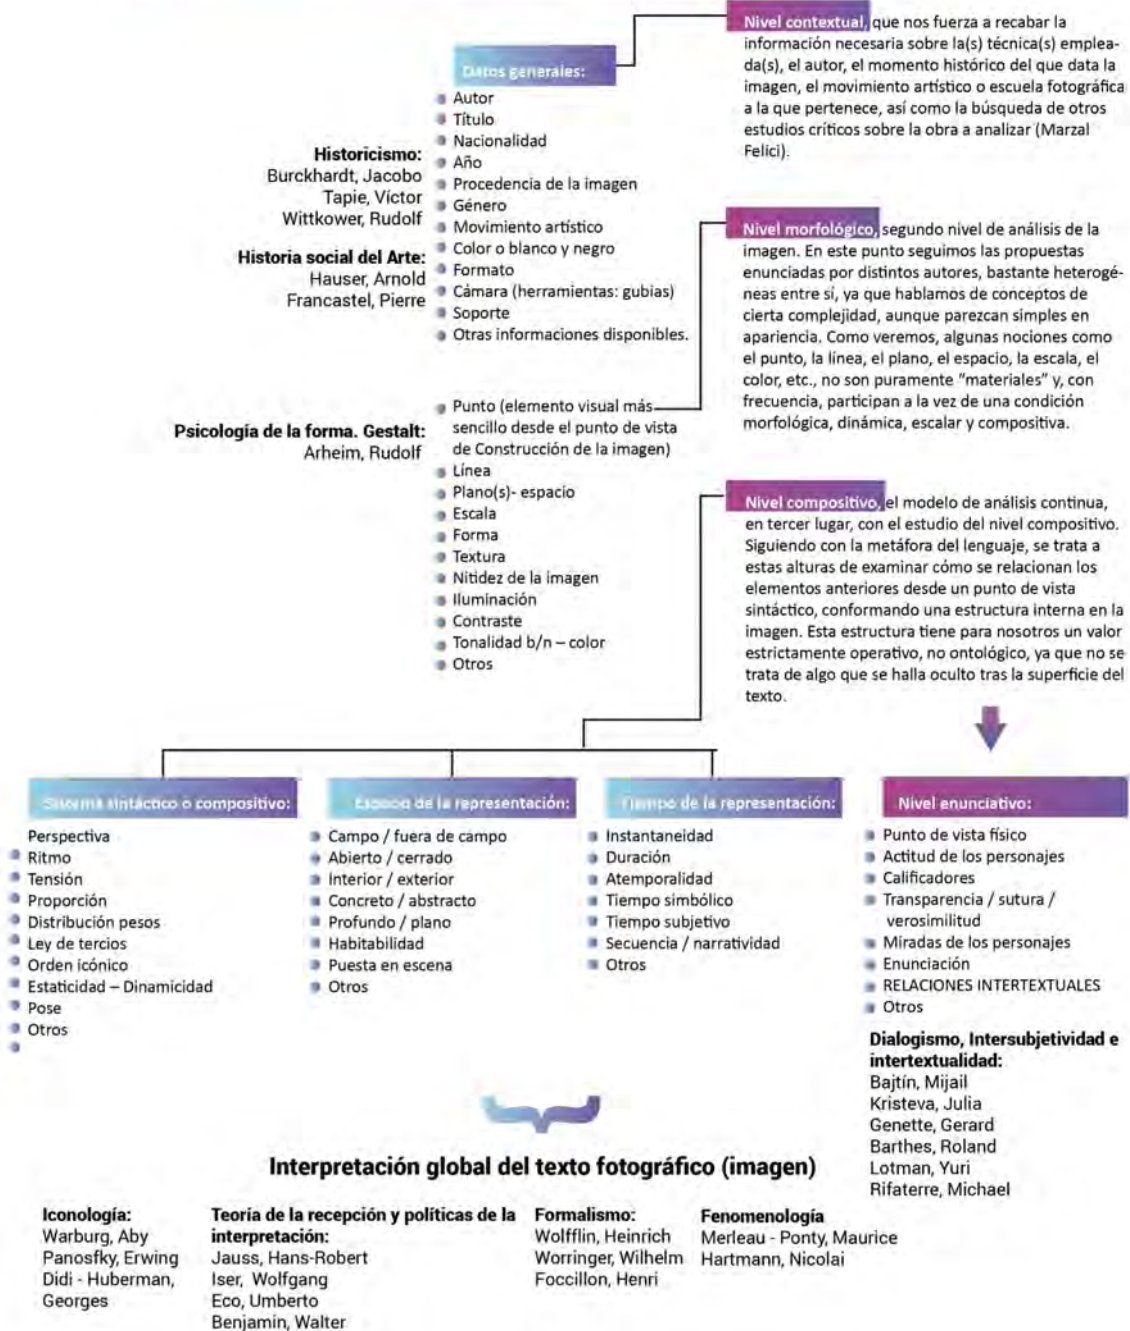 Datos generales:
Autor
Título
Nacionalidad
Año
Procedencia de la imagen
Género
Movimiento artístico
Color o blanco y negro
Formato
Cámara (herramientas: gubias)
Soporte
Otras informaciones disponibles.
Historicismo:
Burckhardt, Jacobo
Tapie, Víctor
Wittkower, Rudolf
Historia social del Arte:
Hauser, Arnold
Francastel, Pierre
Nivel contextual, que nos fuerza a recabar la
información necesaria sobre la(s) técnica(s) emplea-
da(s), el autor, el momento histórico del que data la
imagen, el movimiento artístico o escuela fotográfica
a la que pertenece, así como la búsqueda de otros
estudios críticos sobre la obra a analizar (Marzal
Felici).
Psicología de la forma. Gestalt:
Arheim, Rudolf
Punto (elemento visual más
sencillo desde el punto de vista
de Construcción de la imagen)
Línea
Plano(s)- espacio
Escala
Forma
Textura
Nitidez de la imagen
Iluminación
Contraste
Tonalidad b/n – color
Otros
Nivel morfológico, segundo nivel de análisis de la
imagen. En este punto seguimos las propuestas
enunciadas por distintos autores, bastante heterogé-
neas entre sí, ya que hablamos de conceptos de
cierta complejidad, aunque parezcan simples en
apariencia. Como veremos, algunas nociones como
el punto, la línea, el plano, el espacio, la escala, el
color, etc., no son puramente "materiales" y, con
frecuencia, participan a la vez de una condición
morfológica, dinámica, escalar y compositiva.
Nivel compositivo, el modelo de análisis continua,
en tercer lugar, con el estudio del nivel compositivo.
Siguiendo con la metáfora del lenguaje, se trata a
estas alturas de examinar cómo se relacionan los
elementos anteriores desde un punto de vista
sintáctico, conformando una estructura interna en la
imagen. Esta estructura tiene para nosotros un valor
estrictamente operativo, no ontológico, ya que no se
trata de algo que se halla oculto tras la superficie del
texto.
Sistema sintáctico o compositivo:
Perspectiva
Ritmo
Tensión
Proporción
Distribución pesos
Ley de tercios
Orden icónico
Estaticidad – Dinamicidad
Pose
Otros
Espacio de la representación:
Campo / fuera de campo
Abierto / cerrado
Interior / exterior
Concreto / abstracto
Profundo / plano
Habitabilidad
Puesta en escena
Otros
Tiempo de la representación:
Instantaneidad
Duración
Atemporalidad
Tiempo simbólico
Tiempo subjetivo
Secuencia / narratividad
Otros
Nivel enunciativo:
Punto de vista físico
Actitud de los personajes
Calificadores
Transparencia / sutura /
verosimilitud
Miradas de los personajes
Enunciación
RELACIONES INTERTEXTUALES
Otros
Dialogismo, Intersubjetividad e
intertextualidad:
Bajtín, Mijail
Kristeva, Julia
Genette, Gerard
Barthes, Roland
Lotman, Yuri
Rifaterre, Michael
Interpretación global del texto fotográfico (imagen)
Iconología:
Warburg, Aby
Panosfky, Erwing
Didi - Huberman,
Georges
Teoría de la recepción y políticas de la
interpretación:
Jauss, Hans-Robert
Iser, Wolfgang
Eco, Umberto
Benjamin, Walter
Formalismo:
Wolfflin, Heinrich
Worringer, Wilhelm
Foccillon, Henri
Fenomenología
Merleau - Ponty, Maurice
Hartmann, Nicolai